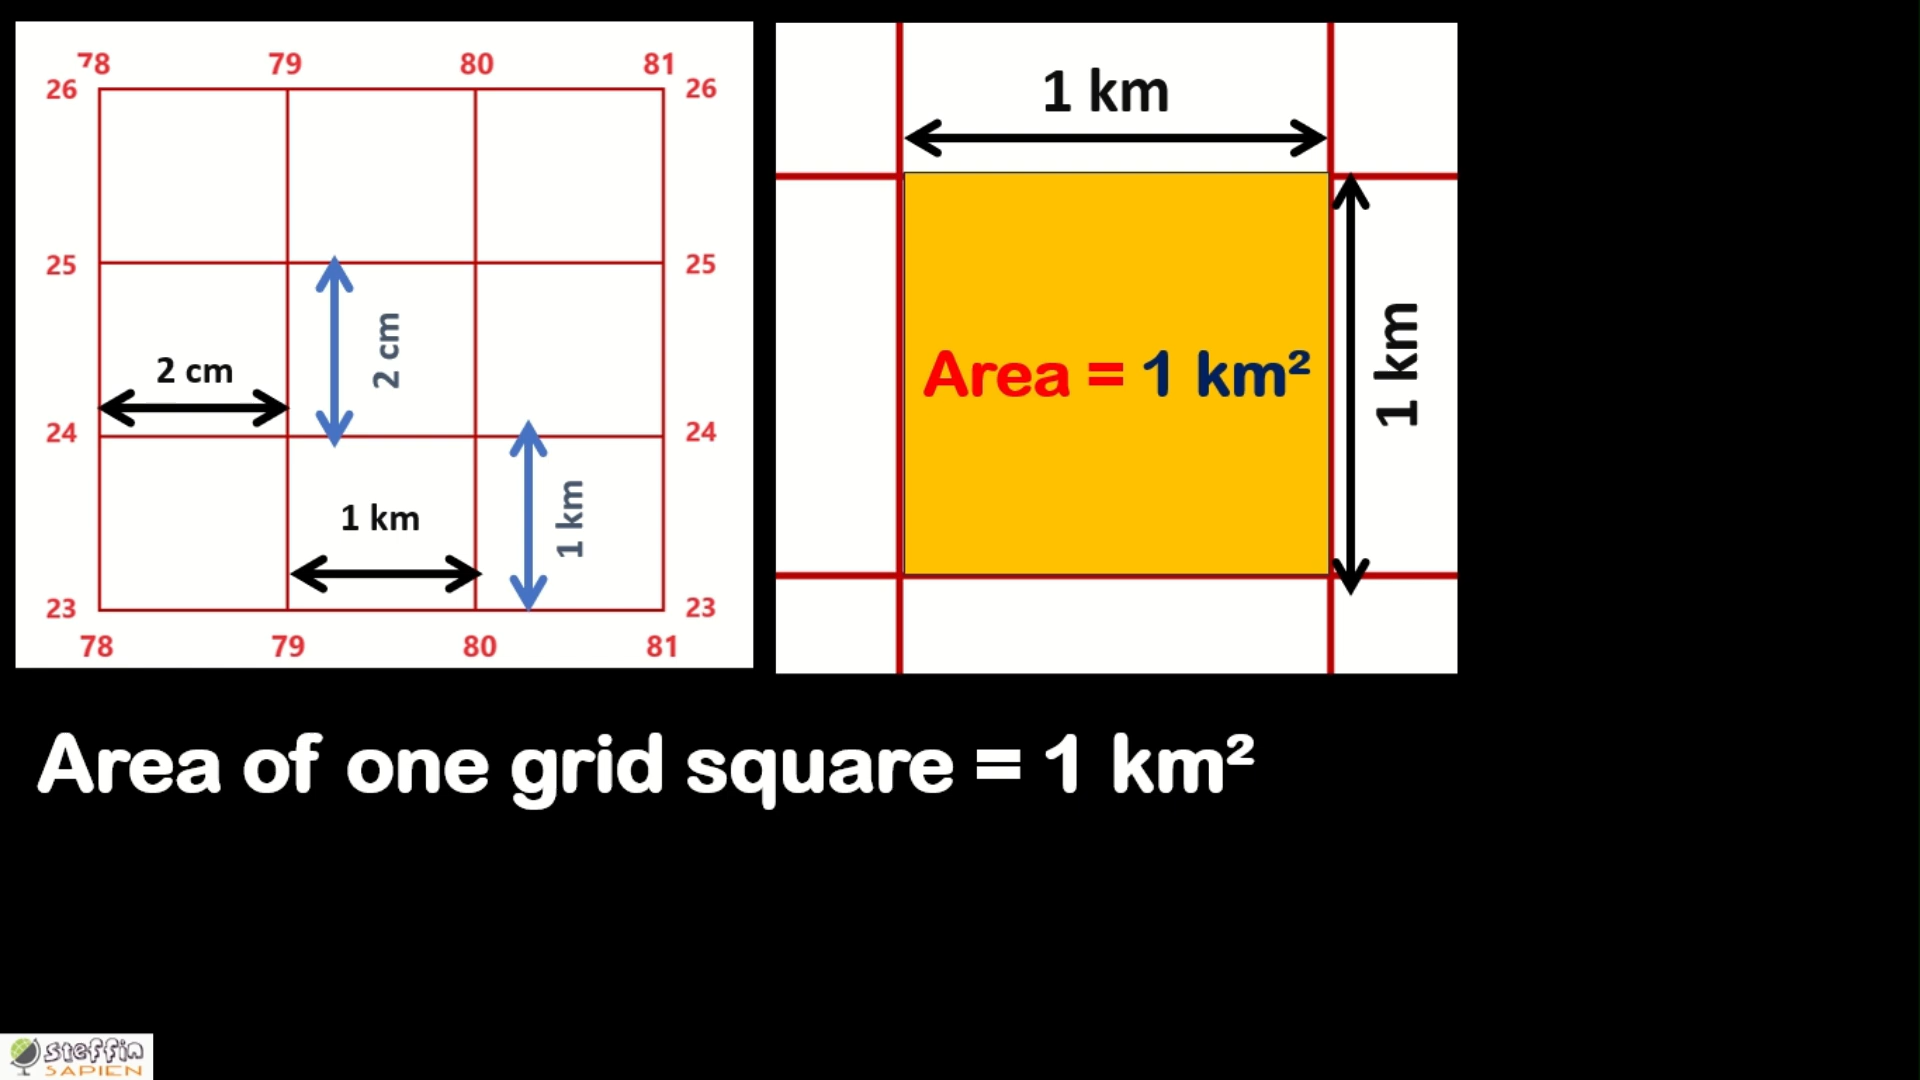 78 79 80 81
26 26
25 25
2 cm
2 cm
24 24
1 km
1 km
23 23
78 79 80 81
1 km
Area = 1 km²
1 km
Area of one grid square = 1 km²
steffin
SAPIEN